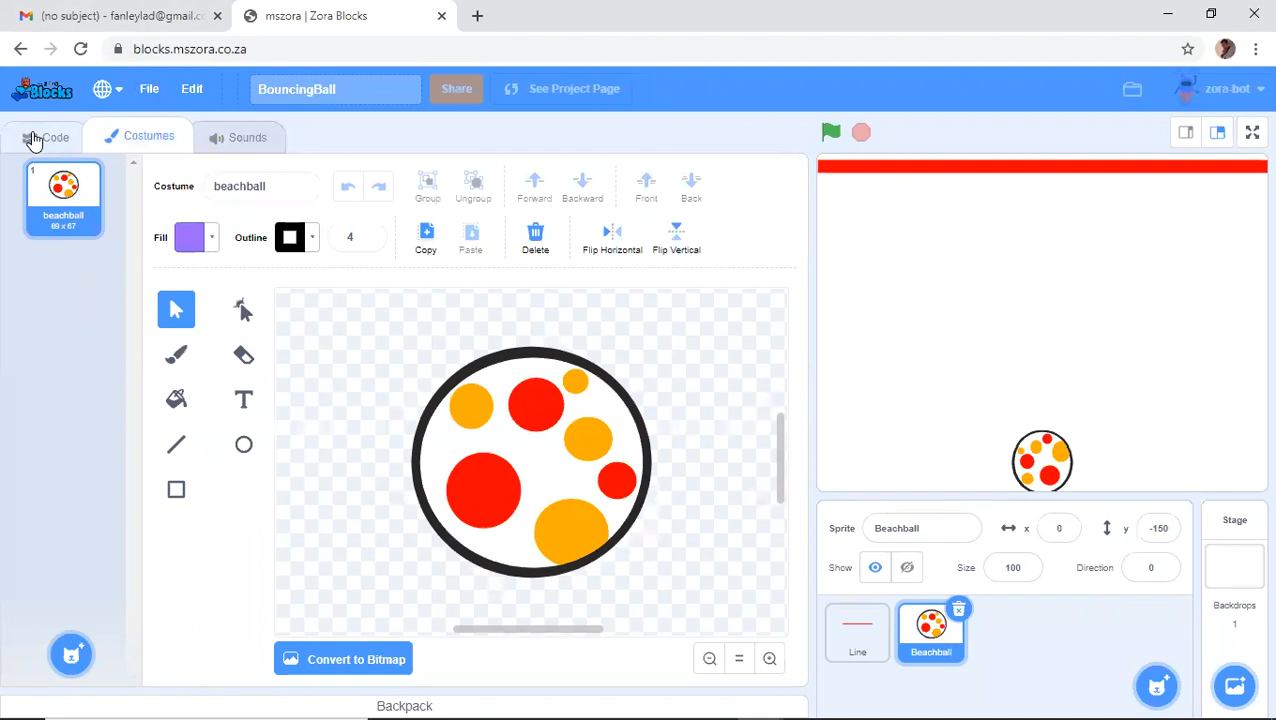 (no subject) - fanleylad@gmail.cc
mszora | Zora Blocks
blocks.mszora.co.za
Blocks
File
Edit
BouncingBall
Share
See Project Page
zora-bot
Code
Costumes
Sounds
1
beachball
69 x 67
Costume
beachball
Group
Ungroup
Forward
Backward
Front
Back
Fill
Outline
4
Copy
Paste
Delete
Flip Horizontal
Flip Vertical
T
Convert to Bitmap
Backpack
Sprite
Beachball
x
0
y
-150
Show
Size
100
Direction
0
Line
Beachball
Stage
Backdrops
1